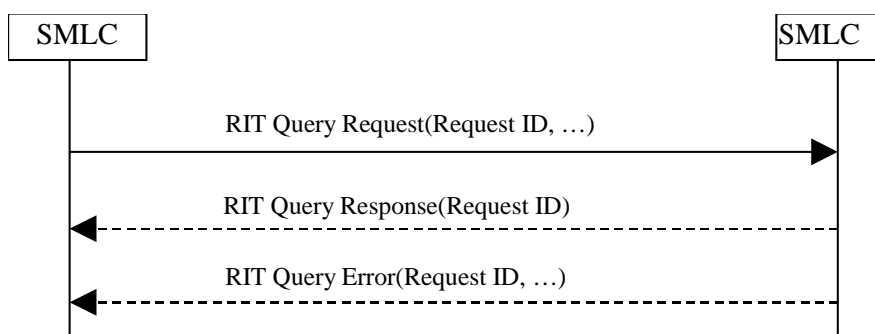 SMLC
SMLC
RIT Query Request(Request ID, …)
RIT Query Response(Request ID)
RIT Query Error(Request ID, …)